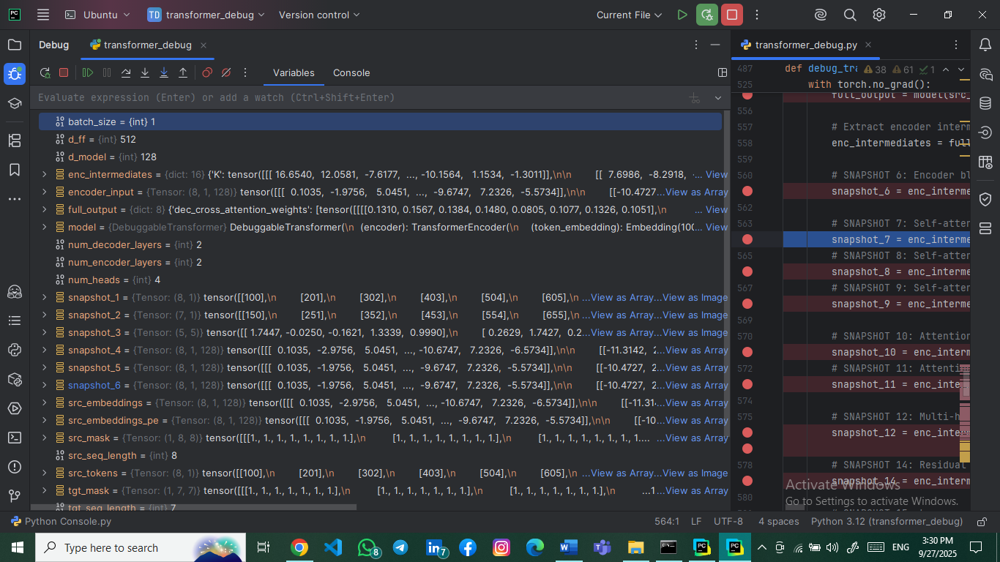 Ubuntu
TD transformer_debug
Version control
Current File
Debug
transformer_debug
transformer_debug.py
Variables
Console
Evaluate expression (Enter) or add a watch (Ctrl+Shift+Enter)
batch_size = {int} 1
d_ff = {int} 512
d_model = {int} 128
enc_intermediates = {dict: 16} {'K': tensor([[[ 16.6540, 12.0581, -7.6177, ..., -10.1564, 1.1534, -1.3011]],\n\n [[ 7.6986, -8.2918, ... View
encoder_input = {Tensor: (8, 1, 128)} tensor([[[ 0.1035, -1.9756, 5.0451, ..., -9.6747, 7.2326, -5.5734]],\n\n [[-10.4727 ...View as Array
full_output = {dict: 8} {'dec_cross_attention_weights': [tensor([[[[0.1310, 0.1567, 0.1384, 0.1480, 0.0805, 0.1077, 0.1326, 0.1051],\n ... View
model = {DebuggableTransformer} DebuggableTransformer(\n (encoder): TransformerEncoder(\n (token_embedding): Embedding(100 ... View
num_decoder_layers = {int} 2
num_encoder_layers = {int} 2
num_heads = {int} 4
snapshot_1 = {Tensor: (8, 1)} tensor([[100],\n [201],\n [302],\n [403],\n [504],\n [605],\n ...View as Array...View as Image
snapshot_2 = {Tensor: (7, 1)} tensor([[150],\n [251],\n [352],\n [453],\n [554],\n [655],\n ...View as Array...View as Image
snapshot_3 = {Tensor: (5, 5)} tensor([[ 1.7447, -0.0250, -0.1621, 1.3339, 0.9990],\n [ 0.2629, 1.7427, 0.2 ...View as Array...View as Image
snapshot_4 = {Tensor: (8, 1, 128)} tensor([[[ 0.1035, -2.9756, 5.0451, ..., -10.6747, 7.2326, -6.5734]],\n\n [[-11.3142, 2 ...View as Array
snapshot_5 = {Tensor: (8, 1, 128)} tensor([[[ 0.1035, -1.9756, 5.0451, ..., -9.6747, 7.2326, -5.5734]],\n\n [[-10.4727, 2 ...View as Array
snapshot_6 = {Tensor: (8, 1, 128)} tensor([[[ 0.1035, -1.9756, 5.0451, ..., -9.6747, 7.2326, -5.5734]],\n\n [[-10.4727, 2 ...View as Array
src_embeddings = {Tensor: (8, 1, 128)} tensor([[[ 0.1035, -2.9756, 5.0451, ..., -10.6747, 7.2326, -6.5734]],\n\n [[-11.314 ...View as Array
src_embeddings_pe = {Tensor: (8, 1, 128)} tensor([[[ 0.1035, -1.9756, 5.0451, ..., -9.6747, 7.2326, -5.5734]],\n\n [[-10 ...View as Array
src_mask = {Tensor: (1, 8, 8)} tensor([[[1., 1., 1., 1., 1., 1., 1., 1.],\n [1., 1., 1., 1., 1., 1., 1., 1.],\n [1., 1., 1., 1., 1., 1., 1., 1.... ...View as Array
src_seq_length = {int} 8
src_tokens = {Tensor: (8, 1)} tensor([[100],\n [201],\n [302],\n [403],\n [504],\n [605],\n ...View as Array...View as Image
tgt_mask = {Tensor: (1, 7, 7)} tensor([[[1., 1., 1., 1., 1., 1., 1.],\n [1., 1., 1., 1., 1., 1., 1.],\n [1., 1., 1., 1., 1., 1., 1.],\n ...1 ...View as Array
tgt_seq_length = {int} 7
487 def debug_tra 38 61 1
525 with torch.no_grad():
full_output = model(src_
556
557 # Extract encoder interm
558 enc_intermediates = full
559
560 # SNAPSHOT 6: Encoder bl
snapshot_6 = enc_interme
562
563 # SNAPSHOT 7: Self-atten
snapshot_7 = enc_interme
565 # SNAPSHOT 8: Self-atten
snapshot_8 = enc_interme
567 # SNAPSHOT 9: Self-atten
snapshot_9 = enc_interme
569
570 # SNAPSHOT 10: Attention
snapshot_10 = enc_interm
572 # SNAPSHOT 11: Attenti
snapshot_11 = enc_inte
574
575 # SNAPSHOT 12: Multi-h
snapshot_12 = enc_inte
578 # SNAPSHOT 14: Residual
snapshot_14 = enc_interm
580
Activate Windows
Go to Settings to activate Windows.
Python Console.py
564:1
LF
UTF-8
4 spaces
Python 3.12 (transformer_debug)
Type here to search
8
7
ENG
3:30 PM
9/27/2025